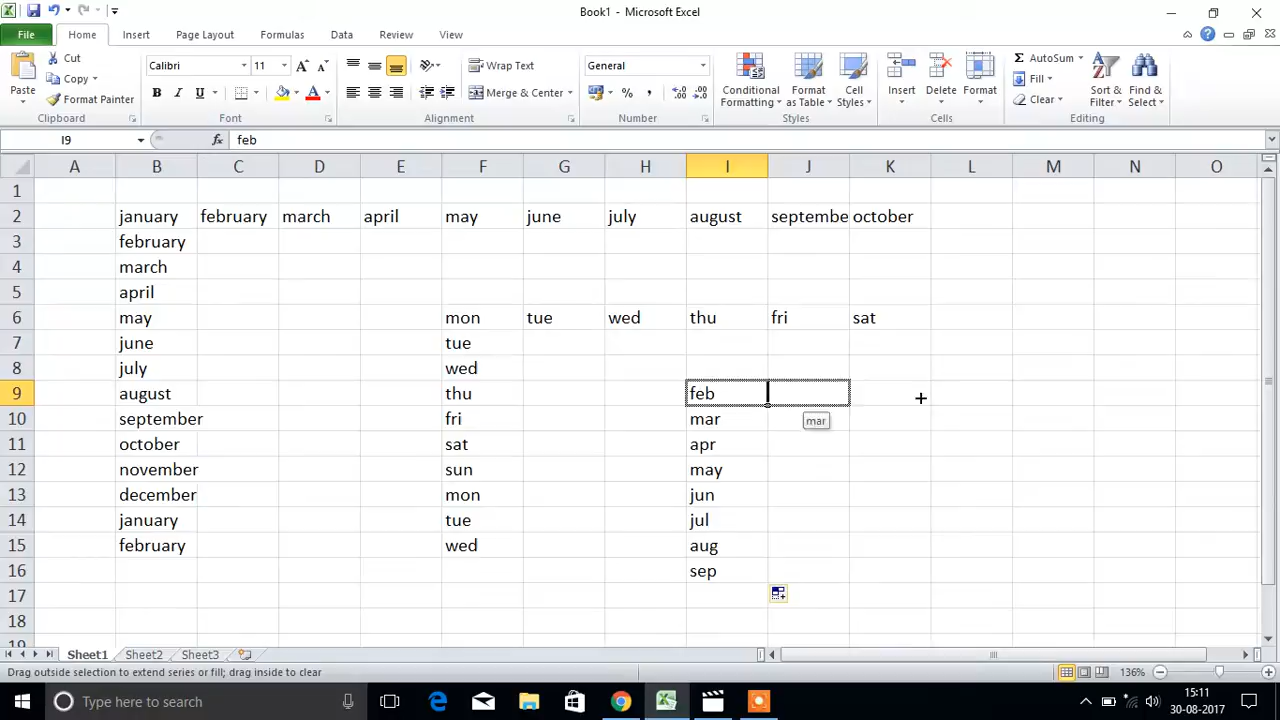 Book1 - Microsoft Excel
File Home Insert Page Layout Formulas Data Review View
Cut Calibri 11 Wrap Text General AutoSum
Copy Fill
Paste Format Painter Merge & Center Conditional Formatting Format as Table Cell Styles Insert Delete Format Clear Sort & Filter Find & Select
Clipboard Font Alignment Number Styles Cells Editing
I9 fx feb
A B C D E F G H I J K L M N O
1
2 january february march april may june july august septembe october
3 february
4 march
5 april
6 may mon tue wed thu fri sat
7 june tue
8 july wed
9 august thu feb
10 september fri mar mar
11 october sat apr
12 november sun may
13 december mon jun
14 january tue jul
15 february wed aug
16 sep
17
18
19
Sheet1 Sheet2 Sheet3
Drag outside selection to extend series or fill; drag inside to clear 136%
Type here to search 15:11
30-08-2017